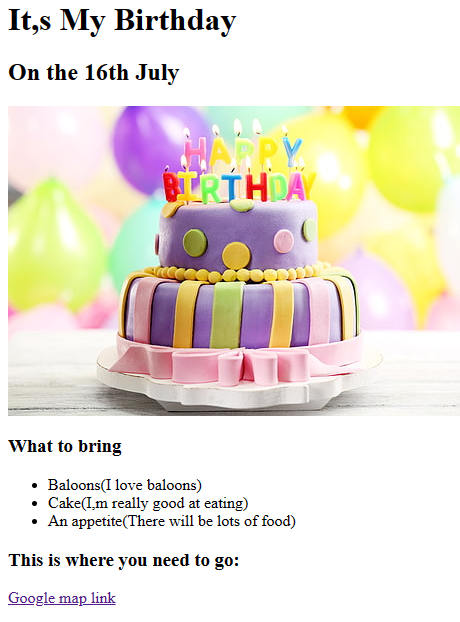 It,s My Birthday
On the 16th July
HAPPY
BIRTHDAY
What to bring
Baloons(I love baloons)
Cake(I,m really good at eating)
An appetite(There will be lots of food)
This is where you need to go:
Google map link